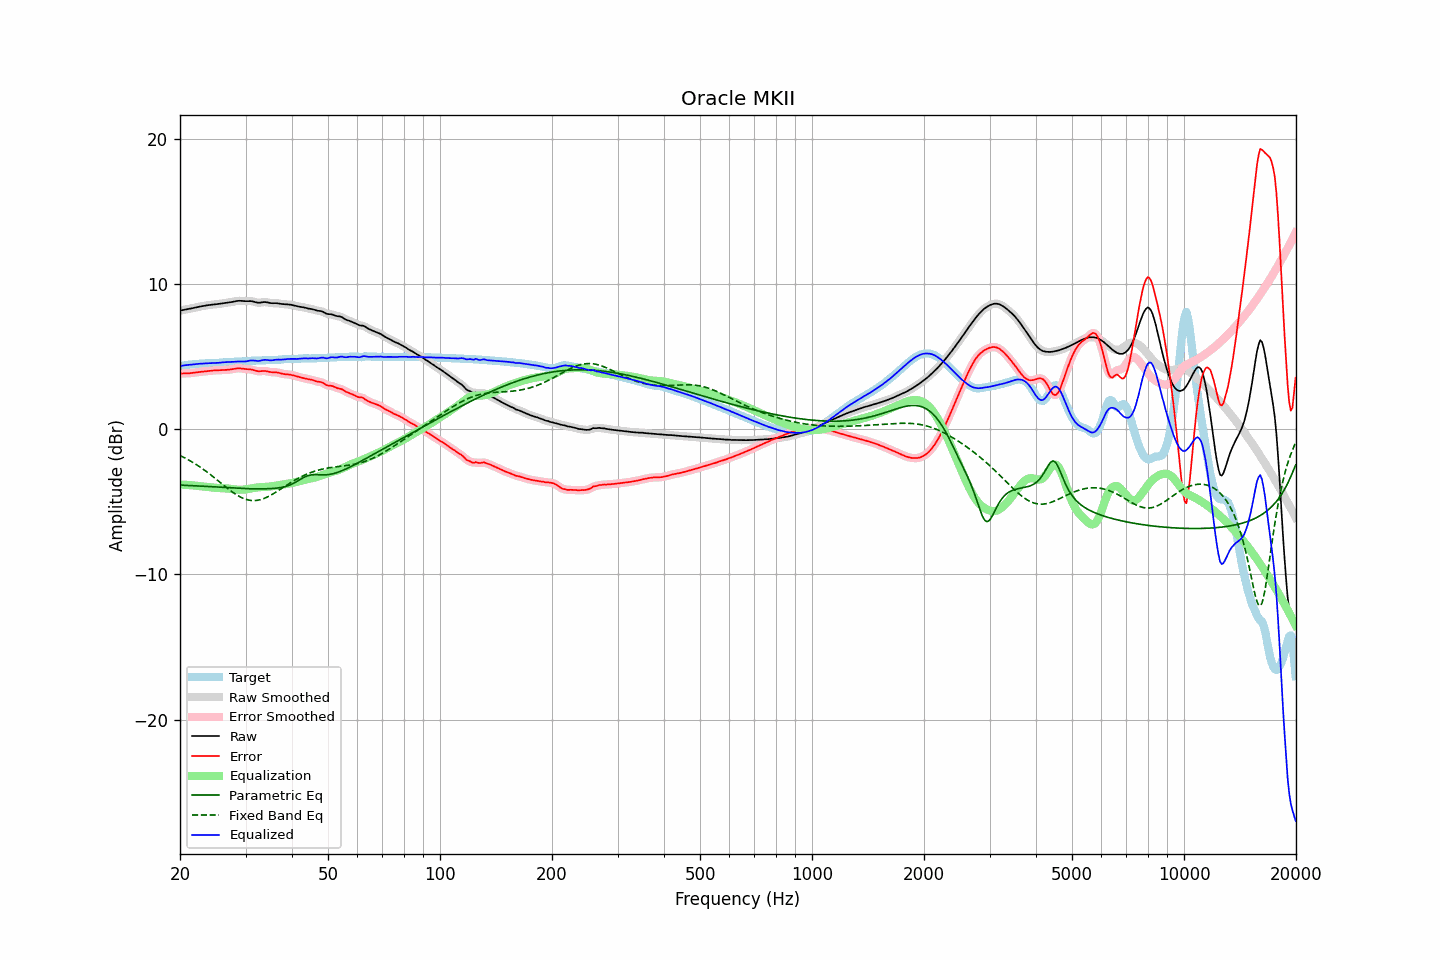 Oracle MKII
20
10
0
−10
−20
Amplitude (dBr)
Target
Raw Smoothed
Error Smoothed
Raw
Error
Equalization
Parametric Eq
Fixed Band Eq
Equalized
20 50 100 200 500 1000 2000 5000 10000 20000
Frequency (Hz)